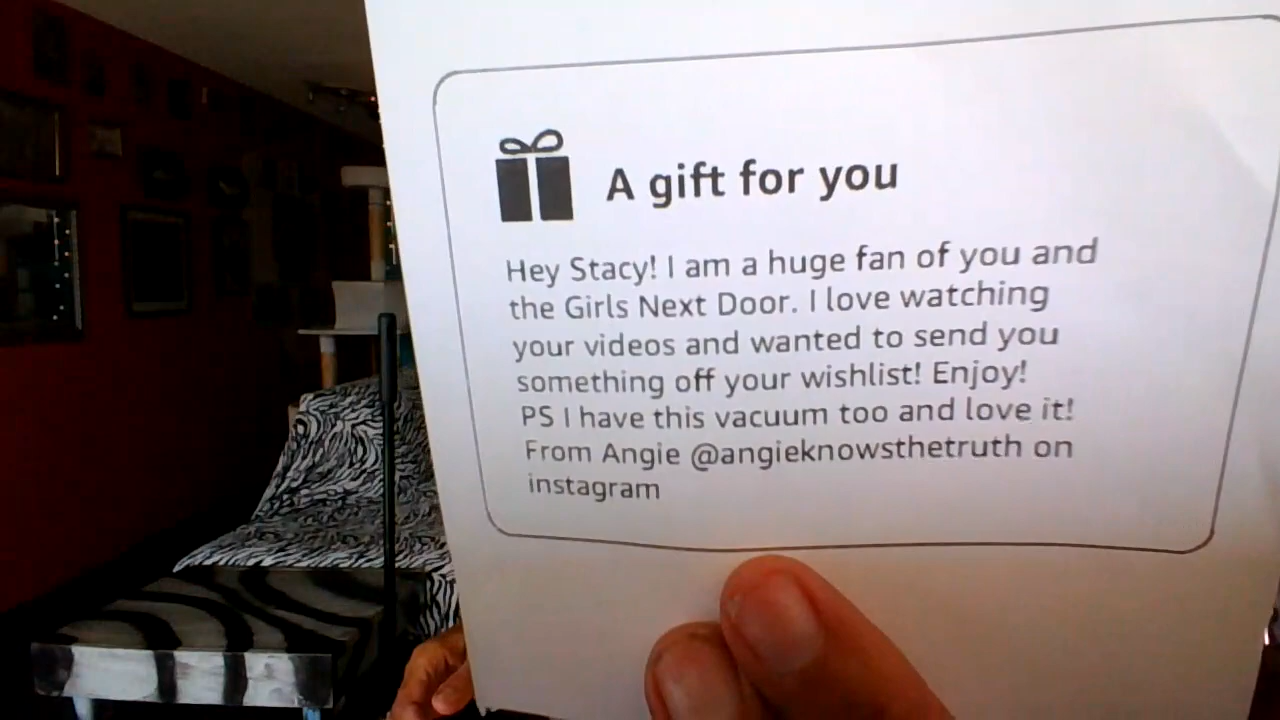 A gift for you
Hey Stacy! I am a huge fan of you and
the Girls Next Door. I love watching
your videos and wanted to send you
something off your wishlist! Enjoy!
PS I have this vacuum too and love it!
From Angie @angieknowsthetruth on
instagram